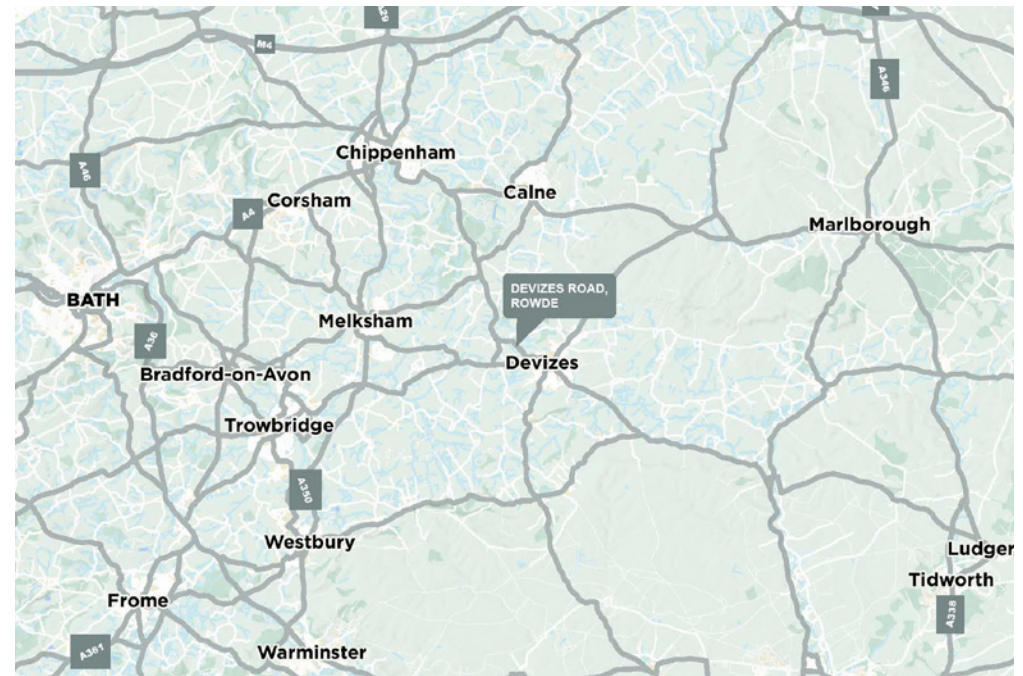 A29
M4
A346
Chippenham
A46
Calne
Corsham
A4
Marlborough
DEVIZES ROAD,
ROWDE
BATH
Melksham
A36
Devizes
Bradford-on-Avon
Trowbridge
A350
Westbury
Ludger
Tidworth
Frome
A338
A361
Warminster